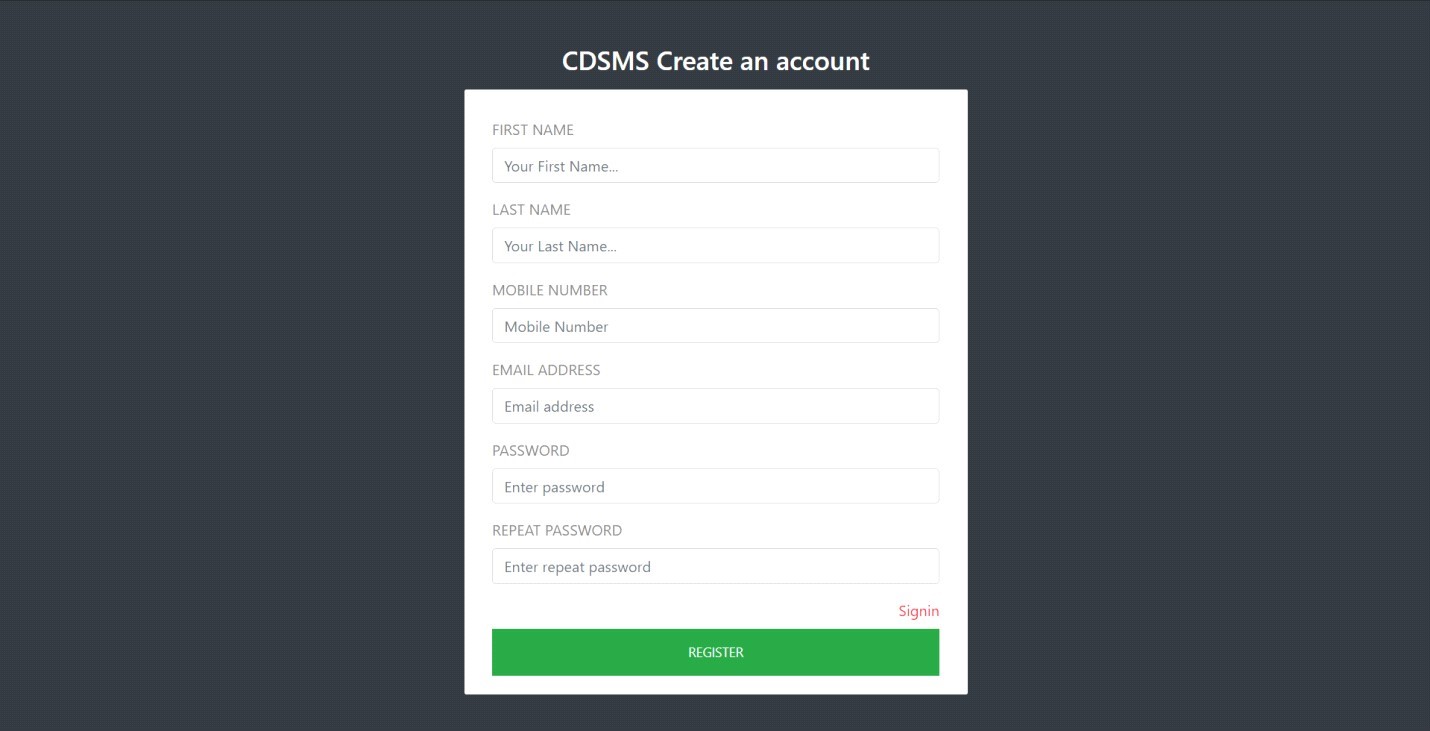 CDSMS Create an account
FIRST NAME
Your First Name...
LAST NAME
Your Last Name...
MOBILE NUMBER
Mobile Number
EMAIL ADDRESS
Email address
PASSWORD
Enter password
REPEAT PASSWORD
Enter repeat password
Signin
REGISTER